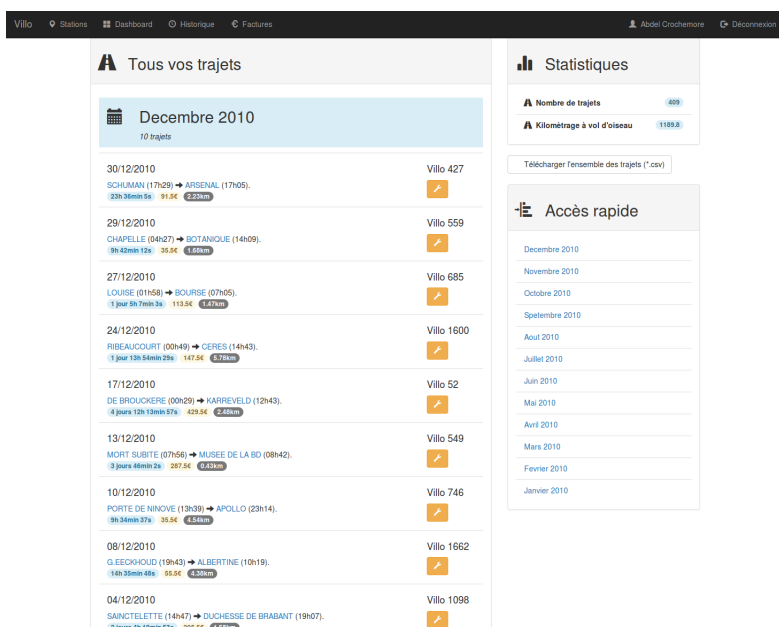 Villo Stations Dashboard Historique Factures Abdel Crochemore Déconnexion
Tous vos trajets
Decembre 2010
10 trajets
30/12/2010 Villo 427
SCHUMAN (17h29) ➔ ARSENAL (17h05).
23h 36min 5s 91.5€ 2.23km
29/12/2010 Villo 559
CHAPELLE (04h27) ➔ BOTANIQUE (14h09).
9h 42min 12s 35.5€ 1.68km
27/12/2010 Villo 685
LOUISE (01h58) ➔ BOURSE (07h05).
1 jour 5h 7min 3s 113.5€ 1.47km
24/12/2010 Villo 1600
RIBEAUCOURT (00h49) ➔ CERES (14h43).
1 jour 13h 54min 29s 147.5€ 5.78km
17/12/2010 Villo 52
DE BROUCKERE (00h29) ➔ KARREVELD (12h43).
4 jours 12h 13min 57s 429.5€ 2.46km
13/12/2010 Villo 549
MORT SUBITE (07h56) ➔ MUSEE DE LA BD (08h42).
3 jours 46min 2s 287.5€ 0.43km
10/12/2010 Villo 746
PORTE DE NINOVE (13h39) ➔ APOLLO (23h14).
9h 34min 37s 35.5€ 4.54km
08/12/2010 Villo 1662
G.EECKHOUD (19h43) ➔ ALBERTINE (10h19).
14h 35min 46s 55.5€ 4.38km
04/12/2010 Villo 1098
SAINCTELETTE (14h47) ➔ DUCHESSE DE BRABANT (19h07).
Statistiques
Nombre de trajets 409
Kilomètrage à vol d'oiseau 1189.8
Télécharger l'ensemble des trajets (*.csv)
Accès rapide
Decembre 2010
Novembre 2010
Octobre 2010
Spetembre 2010
Aout 2010
Juillet 2010
Juin 2010
Mai 2010
Avril 2010
Mars 2010
Fevrier 2010
Janvier 2010